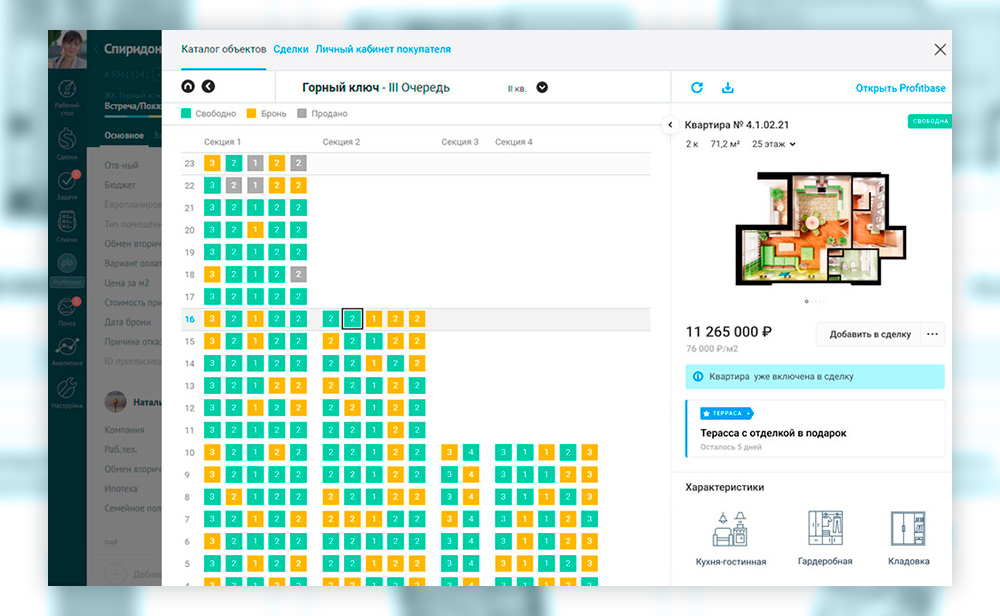 Спиридон
#30413241
ЖК Горный клю
Встреча/Показ
Основное
Рабочий
стол
Сделки
Задачи
Списки
Profitbase
Почта
Аналитика
Настройки
Отв-ный
Бюджет
Европланиров
Тип помещени
Обмен вторич
Вариант оплат
Цена за м2
Стоимость при
Дата брони
Причина отказ
ID пригласивш
Наталь
Компания
Раб.тел.
Обмен вторич
Ипотека
Семейное пол
ещё
Добави
Каталог объектов Сделки Личный кабинет покупателя
Горный ключ - III Очередь II кв.
Свободно Бронь Продано
Секция 1 Секция 2 Секция 3 Секция 4
23 3 2 1 2 2
22 3 2 1 2 2
21 3 2 1 2 2
20 3 2 1 2 2
19 3 2 1 2 2
18 3 2 1 2 2
17 3 2 1 2 2
16 3 2 1 2 2 2 2 1 2 2
15 3 2 1 2 2 2 2 1 2 2
14 3 2 1 2 2 2 2 1 2 2
13 3 2 1 2 2 2 2 1 2 2
12 3 2 1 2 2 2 2 1 2 2
11 3 2 1 2 2 2 2 1 2 2
10 3 2 1 2 2 2 2 1 2 2 3 4 3 1 1 2 3
9 3 2 1 2 2 2 2 1 2 2 3 4 3 1 1 2 3
8 3 2 1 2 2 2 2 1 2 2 3 4 3 1 1 2 3
7 3 2 1 2 2 2 2 1 2 2 3 4 3 1 1 2 3
6 3 2 1 2 2 2 2 1 2 2 3 4 3 1 1 2 3
5 3 2 1 2 2 2 2 1 2 2 3 4 3 1 1 2 3
Открыть Profitbase
Квартира № 4.1.02.21
СВОБОДНА
2 к 71,2 м² 25 этаж
11 265 000 ₽
76 000 ₽/м2
Добавить в сделку ...
Квартира уже включена в сделку
ТЕРРАСА
Терасса с отделкой в подарок
Осталось 5 дней
Характеристики
Кухня-гостинная Гардеробная Кладовка